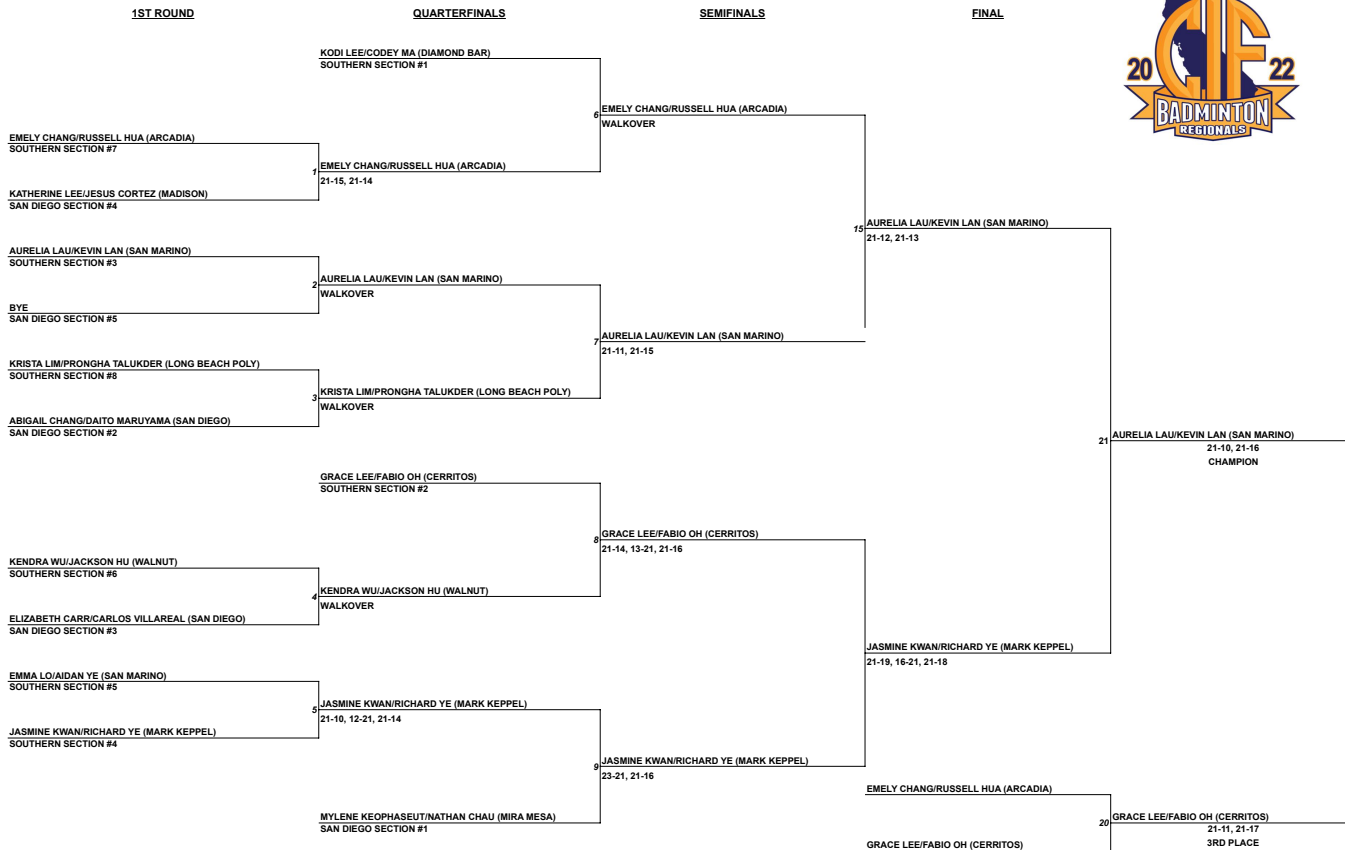 1ST ROUND
QUARTERFINALS
SEMIFINALS
FINAL
20 CIF 22
BADMINTON
REGIONALS
KODI LEE/CODEY MA (DIAMOND BAR)
SOUTHERN SECTION #1
6
EMELY CHANG/RUSSELL HUA (ARCADIA)
WALKOVER
EMELY CHANG/RUSSELL HUA (ARCADIA)
SOUTHERN SECTION #7
1
EMELY CHANG/RUSSELL HUA (ARCADIA)
21-15, 21-14
KATHERINE LEE/JESUS CORTEZ (MADISON)
SAN DIEGO SECTION #4
15
AURELIA LAU/KEVIN LAN (SAN MARINO)
21-12, 21-13
AURELIA LAU/KEVIN LAN (SAN MARINO)
SOUTHERN SECTION #3
2
AURELIA LAU/KEVIN LAN (SAN MARINO)
WALKOVER
BYE
SAN DIEGO SECTION #5
7
AURELIA LAU/KEVIN LAN (SAN MARINO)
21-11, 21-15
KRISTA LIM/PRONGHA TALUKDER (LONG BEACH POLY)
SOUTHERN SECTION #8
3
KRISTA LIM/PRONGHA TALUKDER (LONG BEACH POLY)
WALKOVER
ABIGAIL CHANG/DAITO MARUYAMA (SAN DIEGO)
SAN DIEGO SECTION #2
21
AURELIA LAU/KEVIN LAN (SAN MARINO)
21-10, 21-16
CHAMPION
GRACE LEE/FABIO OH (CERRITOS)
SOUTHERN SECTION #2
8
GRACE LEE/FABIO OH (CERRITOS)
21-14, 13-21, 21-16
KENDRA WU/JACKSON HU (WALNUT)
SOUTHERN SECTION #6
4
KENDRA WU/JACKSON HU (WALNUT)
WALKOVER
ELIZABETH CARR/CARLOS VILLAREAL (SAN DIEGO)
SAN DIEGO SECTION #3
JASMINE KWAN/RICHARD YE (MARK KEPPEL)
21-19, 16-21, 21-18
EMMA LO/AIDAN YE (SAN MARINO)
SOUTHERN SECTION #5
5
JASMINE KWAN/RICHARD YE (MARK KEPPEL)
21-10, 12-21, 21-14
JASMINE KWAN/RICHARD YE (MARK KEPPEL)
SOUTHERN SECTION #4
9
JASMINE KWAN/RICHARD YE (MARK KEPPEL)
23-21, 21-16
MYLENE KEOPHASEUT/NATHAN CHAU (MIRA MESA)
SAN DIEGO SECTION #1
EMELY CHANG/RUSSELL HUA (ARCADIA)
20
GRACE LEE/FABIO OH (CERRITOS)
21-11, 21-17
3RD PLACE
GRACE LEE/FABIO OH (CERRITOS)